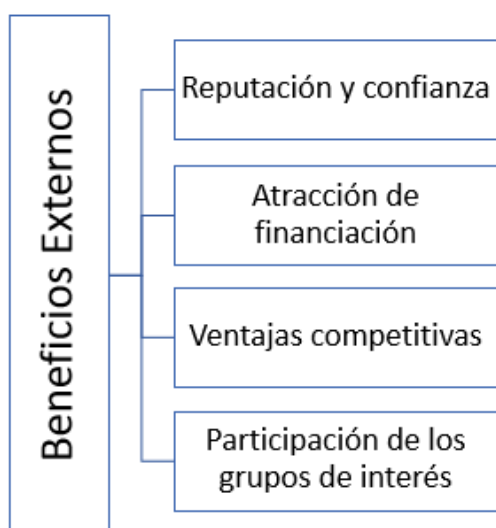 Beneficios Externos
Reputación y confianza
Atracción de
financiación
Ventajas competitivas
Participación de los
grupos de interés